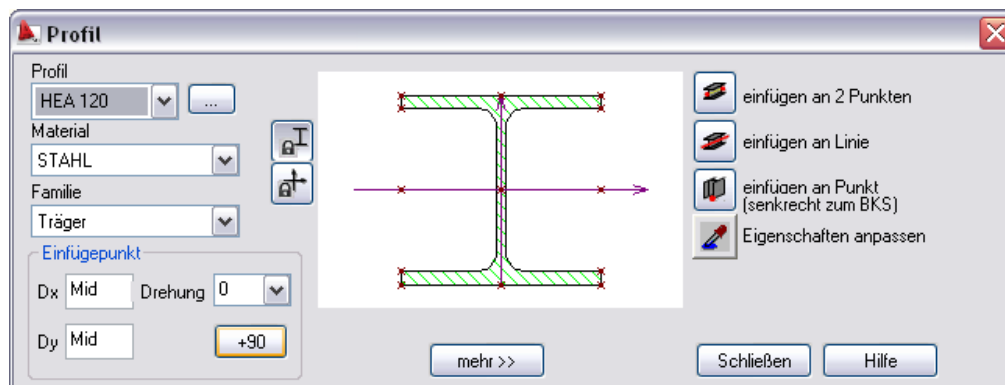 Profil
Profil
HEA 120
...
Material
STAHL
Familie
Träger
Einfügepunkt
Dx Mid Drehung 0
Dy Mid +90
mehr >>
einfügen an 2 Punkten
einfügen an Linie
einfügen an Punkt
(senkrecht zum BKS)
Eigenschaften anpassen
Schließen
Hilfe